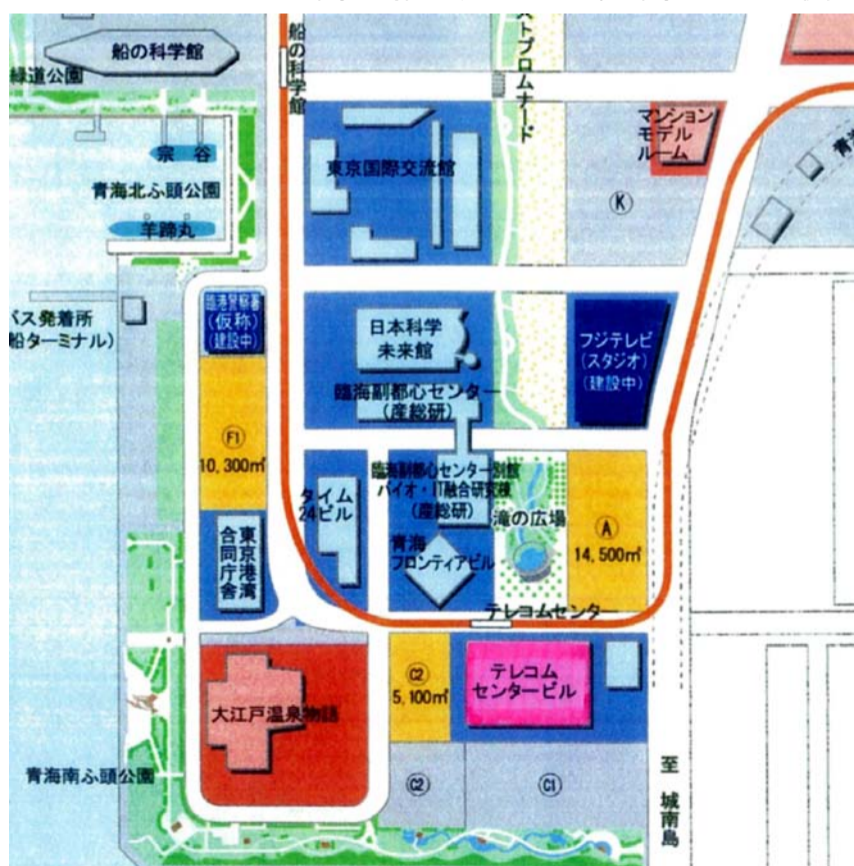 船の科学館
緑道公園
船の科学館
ストプロムナード
マンション
モデル
ルーム
宗谷
東京国際交流館
青海北ふ頭公園
羊蹄丸
Ⓚ
青海
臨港警察署
(仮称)
(建設中)
バス発着所
船ターミナル)
日本科学
未来館
フジテレビ
(スタジオ)
(建設中)
臨海副都心センター
(産総研)
F1
10,300㎡
臨海副都心センター別館
バイオ・IT融合研究棟
(産総研)
タイム
24ビル
滝の広場
Ⓐ
14,500㎡
東京港湾
合同庁舎
青海
フロンティアビル
テレコムセンター
C2
5,100㎡
テレコム
センタービル
大江戸温泉物語
青海南ふ頭公園
C2
C1
至 城南島